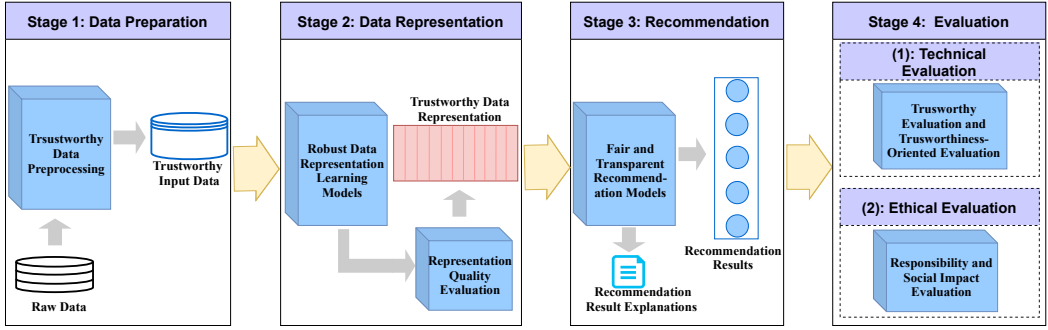 Stage 1: Data Preparation
Trsustworthy
Data
Preprocessing
Trustworthy
Input Data
Raw Data
Stage 2: Data Representation
Robust Data
Representation
Learning
Models
Trustworthy Data
Representation
Representation
Quality
Evaluation
Stage 3: Recommendation
Fair and
Transparent
Recommend-
ation Models
Recommendation
Results
Recommendation
Result Explanations
Stage 4: Evaluation
(1): Technical
Evaluation
Trusworthy
Evaluation and
Trustworthiness-
Oriented Evaluation
(2): Ethical Evaluation
Responsibility and
Social Impact
Evaluation